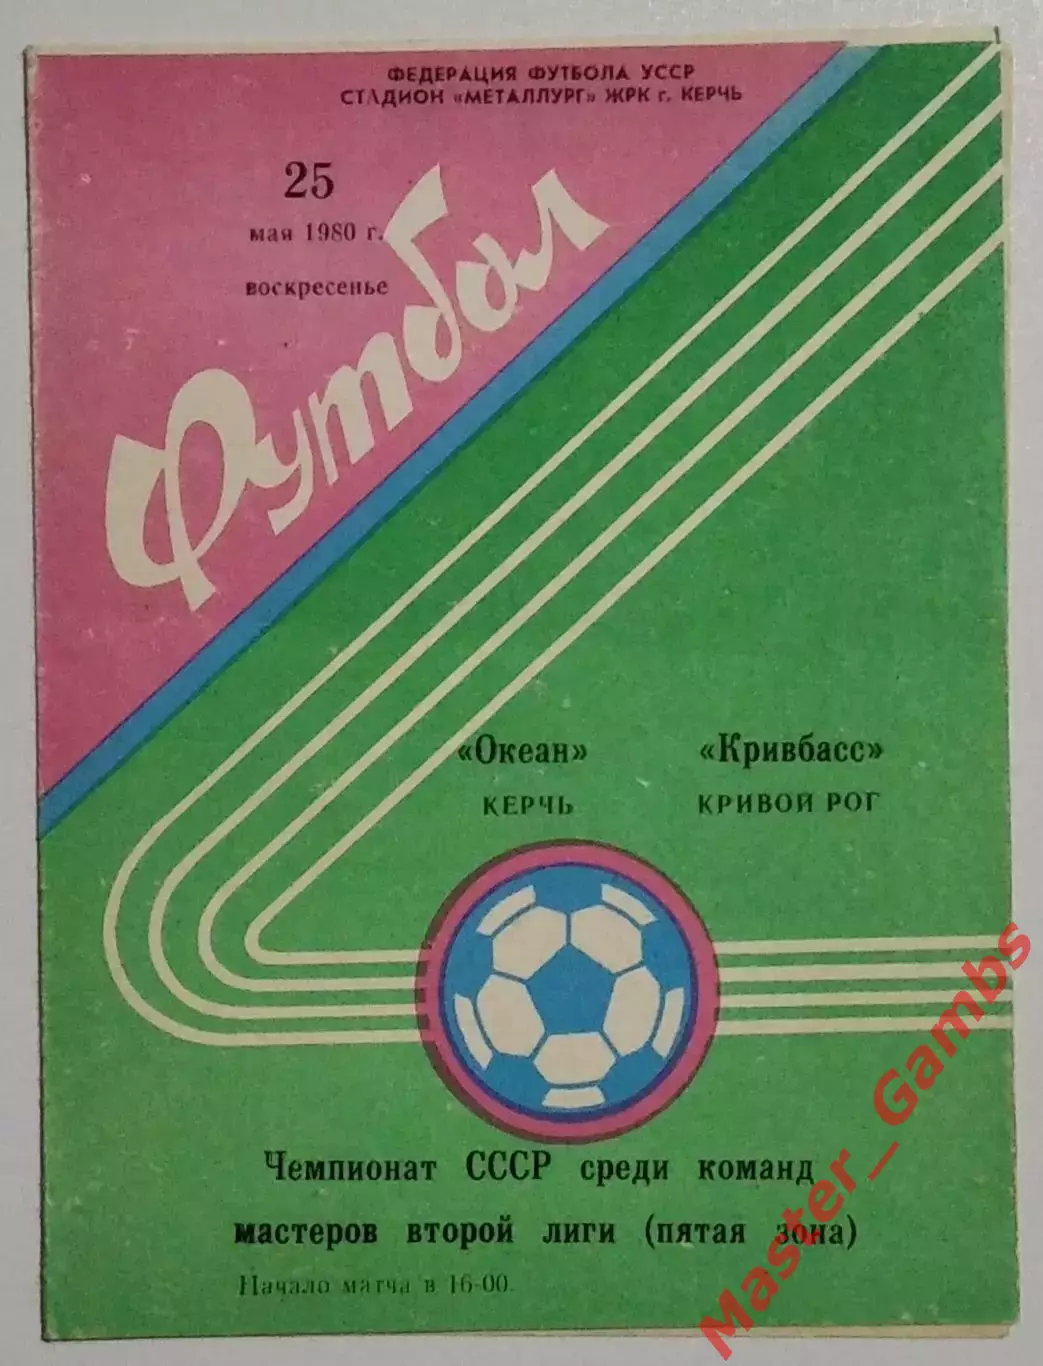 ФЕДЕРАЦИЯ ФУТБОЛА УССР
СТАДИОН «МЕТАЛЛУРГ» ЖРК г. КЕРЧЬ
25
мая 1980 г.
воскресенье
Футбол
«Океан» «Кривбасс»
КЕРЧЬ КРИВОЙ РОГ
Чемпионат СССР среди команд
мастеров второй лиги (пятая зона)
Начало матча в 16-00.
Master_Gambs